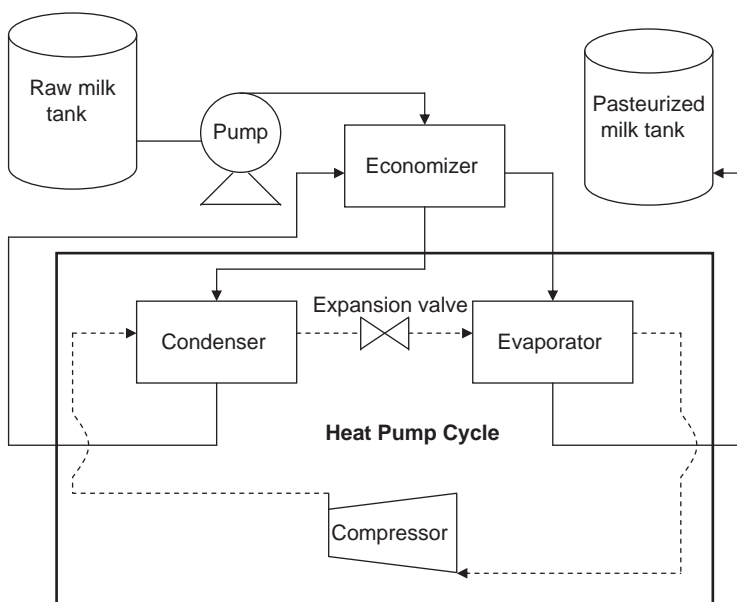 Raw milk
tank
Pump
Economizer
Pasteurized
milk tank
Expansion valve
Condenser
Evaporator
Heat Pump Cycle
Compressor